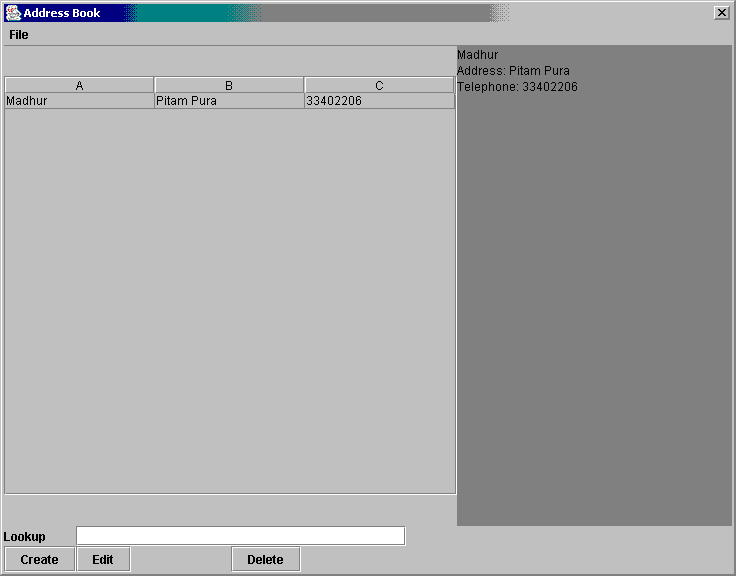 Address Book
File
A B C
Madhur Pitam Pura 33402206
Madhur
Address: Pitam Pura
Telephone: 33402206
Lookup
Create Edit Delete